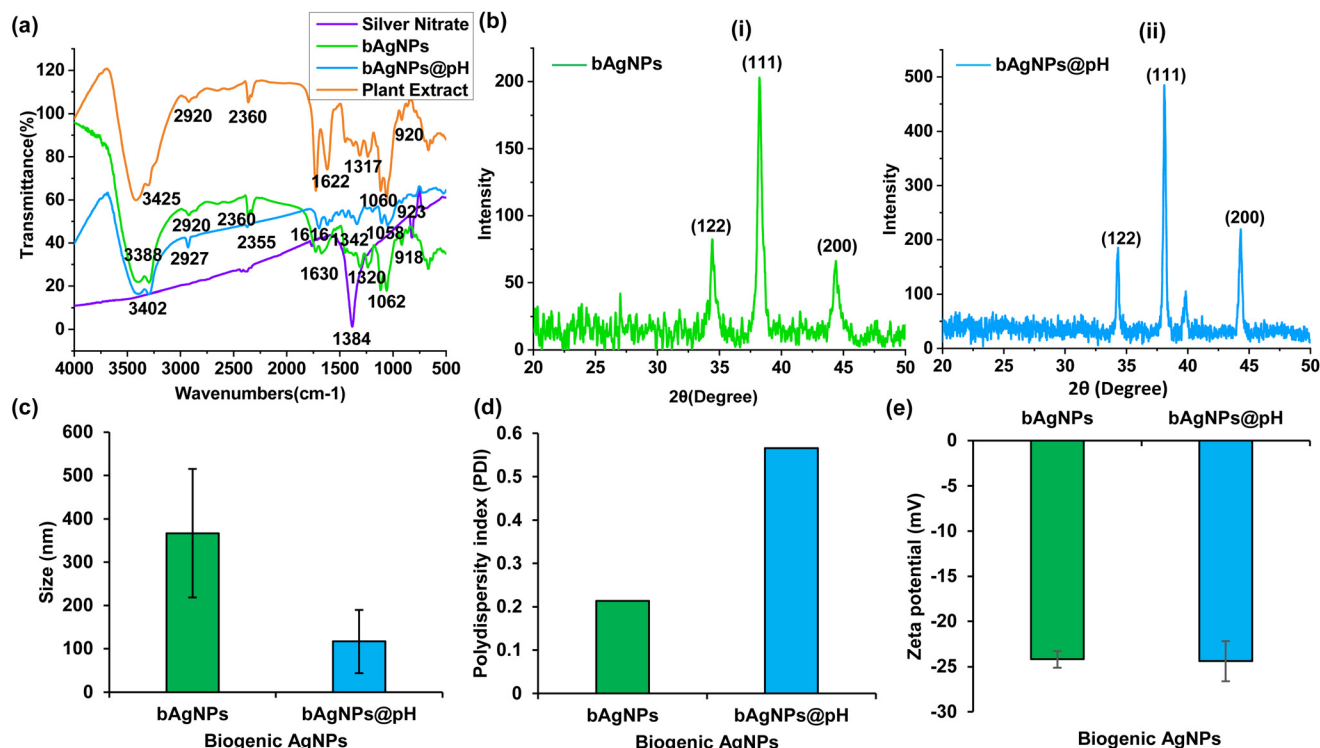 (a)
Silver Nitrate
bAgNPs
bAgNPs@pH
Plant Extract
120
100
80
60
40
20
0
Transmittance(%)
2920
2360
3425
1622
1317
1060
920
2920
2360
2355
3388
2927
3402
1616
1342
1058
923
1630
1320
1062
918
1384
4000 3500 3000 2500 2000 1500 1000 500
Wavenumbers(cm-1)
(b)
(i)
bAgNPs
(111)
(122)
(200)
200
150
100
50
0
Intensity
20 25 30 35 40 45 50
2θ(Degree)
(ii)
bAgNPs@pH
(111)
(122)
(200)
500
400
300
200
100
0
Intensity
20 25 30 35 40 45 50
2θ (Degree)
(c)
600
500
400
300
200
100
0
Size (nm)
bAgNPs bAgNPs@pH
Biogenic AgNPs
(d)
0.6
0.5
0.4
0.3
0.2
0.1
0
Polydispersity index (PDI)
bAgNPs bAgNPs@pH
Biogenic AgNPs
(e)
bAgNPs bAgNPs@pH
0
-5
-10
-15
-20
-25
-30
Zeta potential (mV)
Biogenic AgNPs